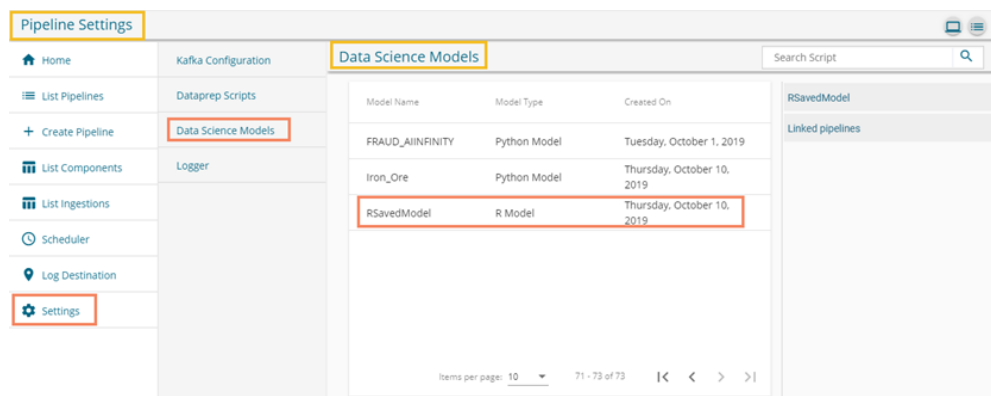 Pipeline Settings
Home
List Pipelines
Create Pipeline
List Components
List Ingestions
Scheduler
Log Destination
Settings
Kafka Configuration
Dataprep Scripts
Data Science Models
Logger
Data Science Models
Search Script
Model Name Model Type Created On
FRAUD_AIINFINITY Python Model Tuesday, October 1, 2019
Iron_Ore Python Model Thursday, October 10,
2019
RSavedModel R Model Thursday, October 10,
2019
Items per page: 10 71 - 73 of 73
RSavedModel
Linked pipelines